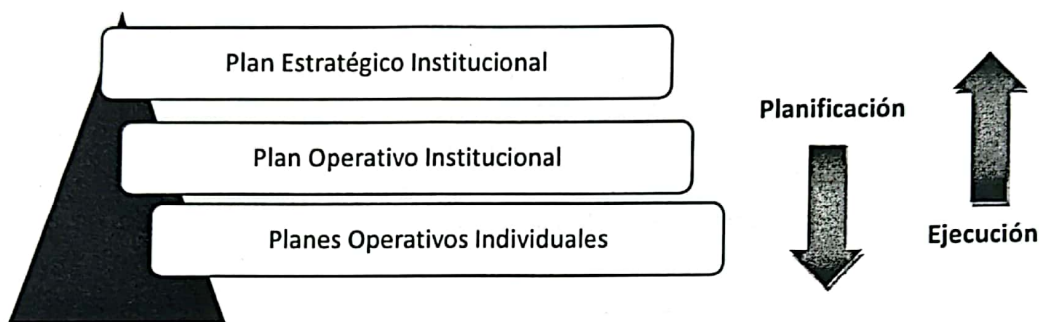 Plan Estratégico Institucional
Plan Operativo Institucional
Planes Operativos Individuales
Planificación
Ejecución